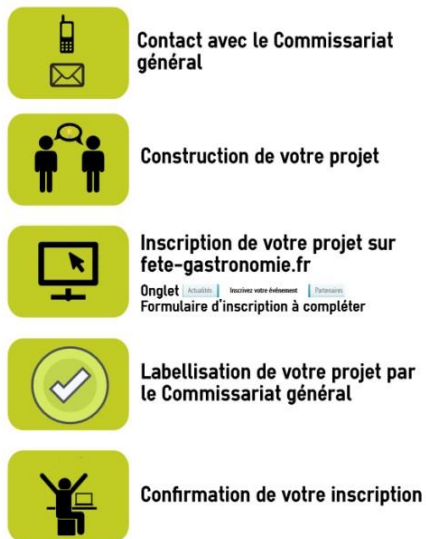 Contact avec le Commissariat
général
Construction de votre projet
Inscription de votre projet sur
fete-gastronomie.fr
Onglet Actualités Inscrivez votre événement Partenaires
Formulaire d'inscription à compléter
Labellisation de votre projet par
le Commissariat général
Confirmation de votre inscription